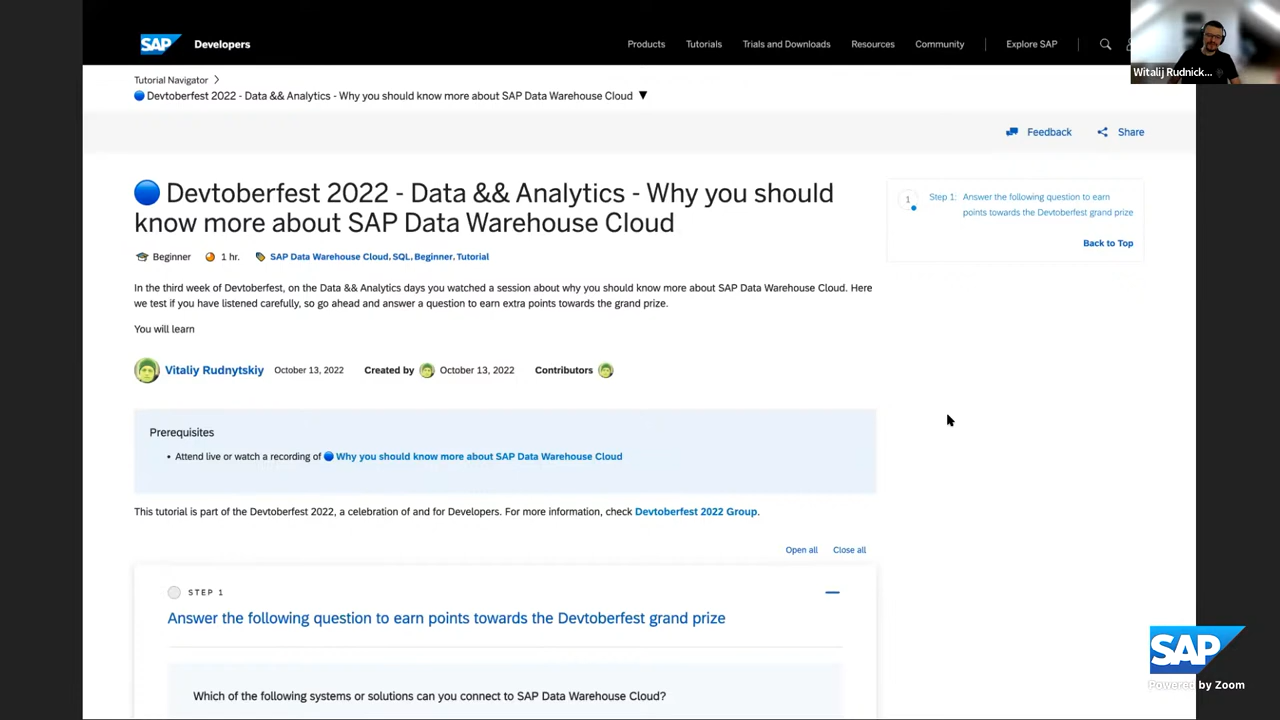 SAP Developers Products Tutorials Trials and Downloads Resources Community Explore SAP
Witalij Rudnick...
Tutorial Navigator
Devtoberfest 2022 - Data && Analytics - Why you should know more about SAP Data Warehouse Cloud
Feedback Share
Devtoberfest 2022 - Data && Analytics - Why you should
know more about SAP Data Warehouse Cloud
1 Step 1: Answer the following question to earn
points towards the Devtoberfest grand prize
Back to Top
Beginner 1 hr. SAP Data Warehouse Cloud, SQL, Beginner, Tutorial
In the third week of Devtoberfest, on the Data && Analytics days you watched a session about why you should know more about SAP Data Warehouse Cloud. Here
we test if you have listened carefully, so go ahead and answer a question to earn extra points towards the grand prize.
You will learn
Vitaliy Rudnytskiy October 13, 2022 Created by October 13, 2022 Contributors
Prerequisites
• Attend live or watch a recording of Why you should know more about SAP Data Warehouse Cloud
This tutorial is part of the Devtoberfest 2022, a celebration of and for Developers. For more information, check Devtoberfest 2022 Group.
Open all Close all
STEP 1
Answer the following question to earn points towards the Devtoberfest grand prize
Which of the following systems or solutions can you connect to SAP Data Warehouse Cloud?
SAP
Powered by Zoom